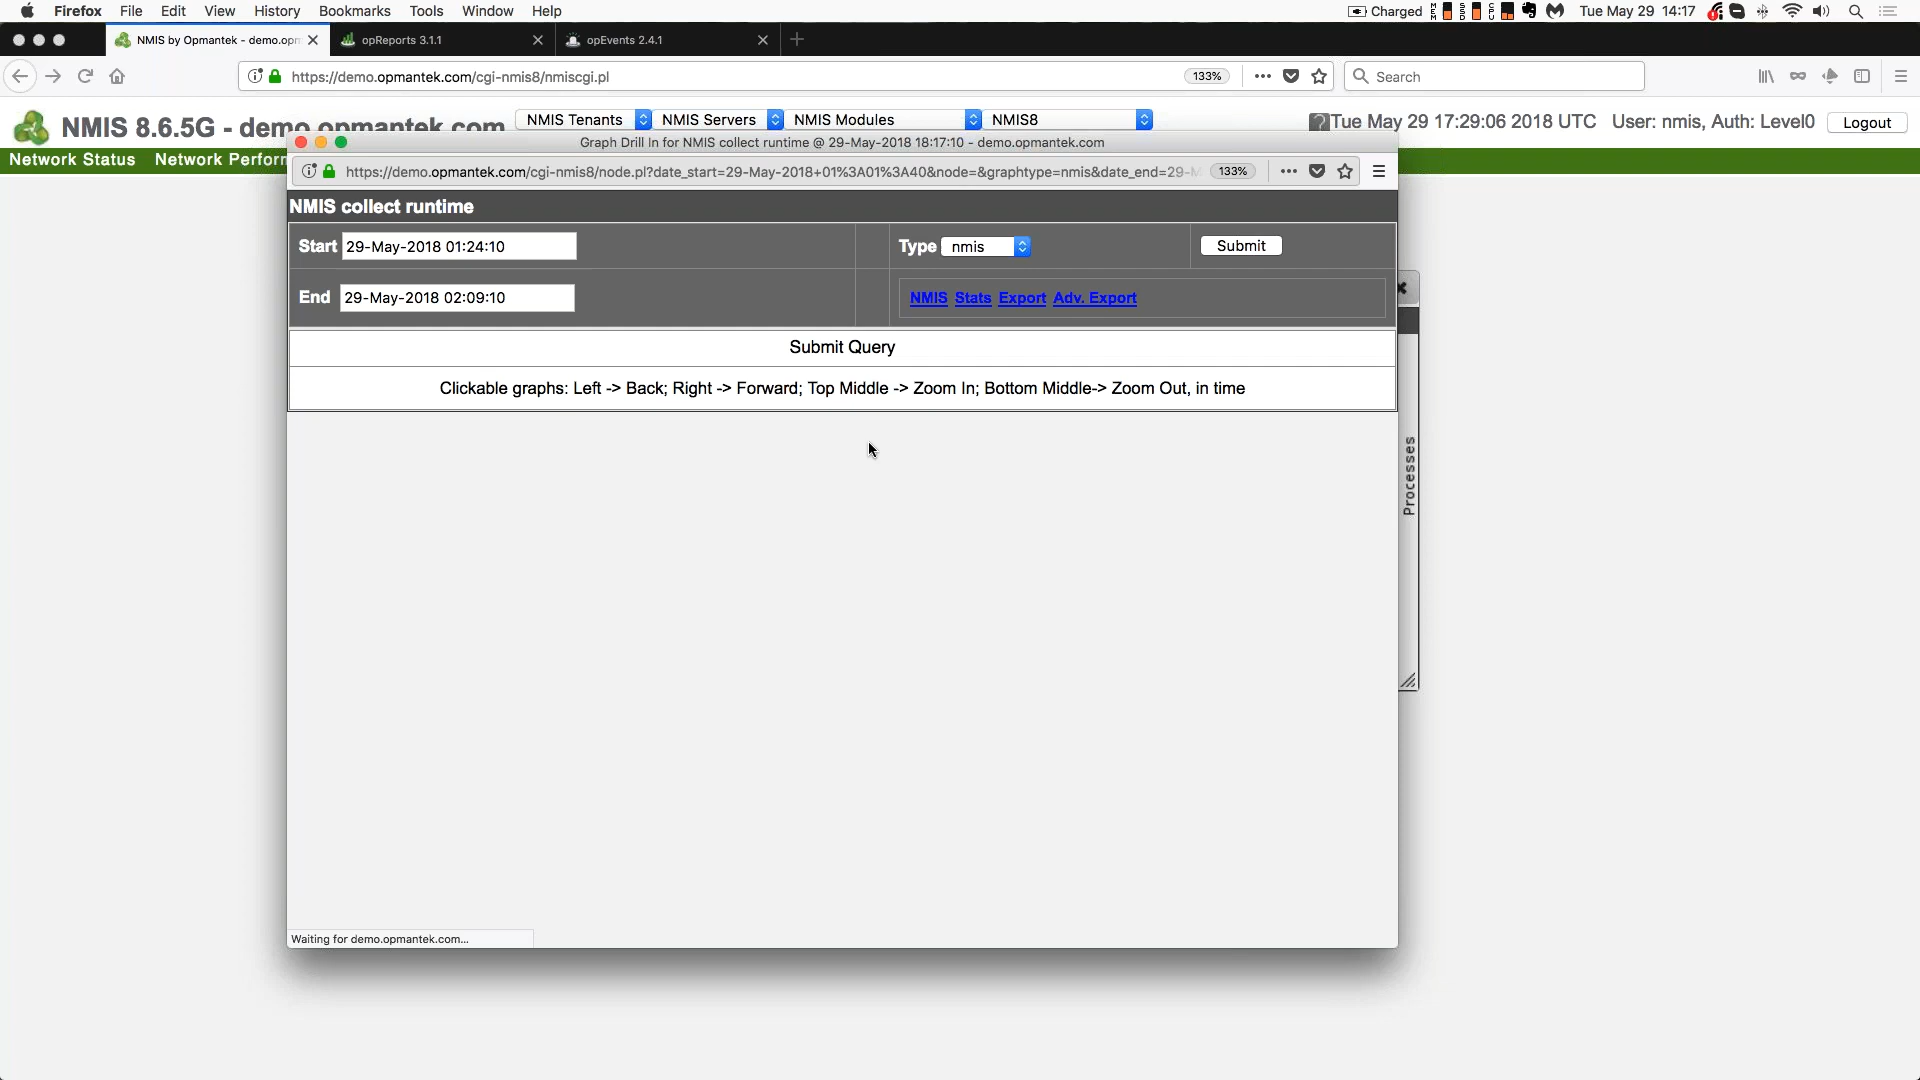 Firefox File Edit View History Bookmarks Tools Window Help Charged Tue May 29 14:17
NMIS by Opmantek - demo.opm opReports 3.1.1 opEvents 2.4.1
https://demo.opmantek.com/cgi-nmis8/nmiscgi.pl 133% Search
NMIS 8.6.5G - demo.opmantek.com NMIS Tenants NMIS Servers NMIS Modules NMIS8 Tue May 29 17:29:06 2018 UTC User: nmis, Auth: Level0 Logout
Network Status Network Perforn
Graph Drill In for NMIS collect runtime @ 29-May-2018 18:17:10 - demo.opmantek.com
https://demo.opmantek.com/cgi-nmis8/node.pl?date_start=29-May-2018+01%3A01%3A40&node=&graphtype=nmis&date_end=29-M 133%
NMIS collect runtime
Start 29-May-2018 01:24:10 Type nmis Submit
End 29-May-2018 02:09:10 NMIS Stats Export Adv. Export
Submit Query
Clickable graphs: Left -> Back; Right -> Forward; Top Middle -> Zoom In; Bottom Middle-> Zoom Out, in time
Processes
Waiting for demo.opmantek.com...